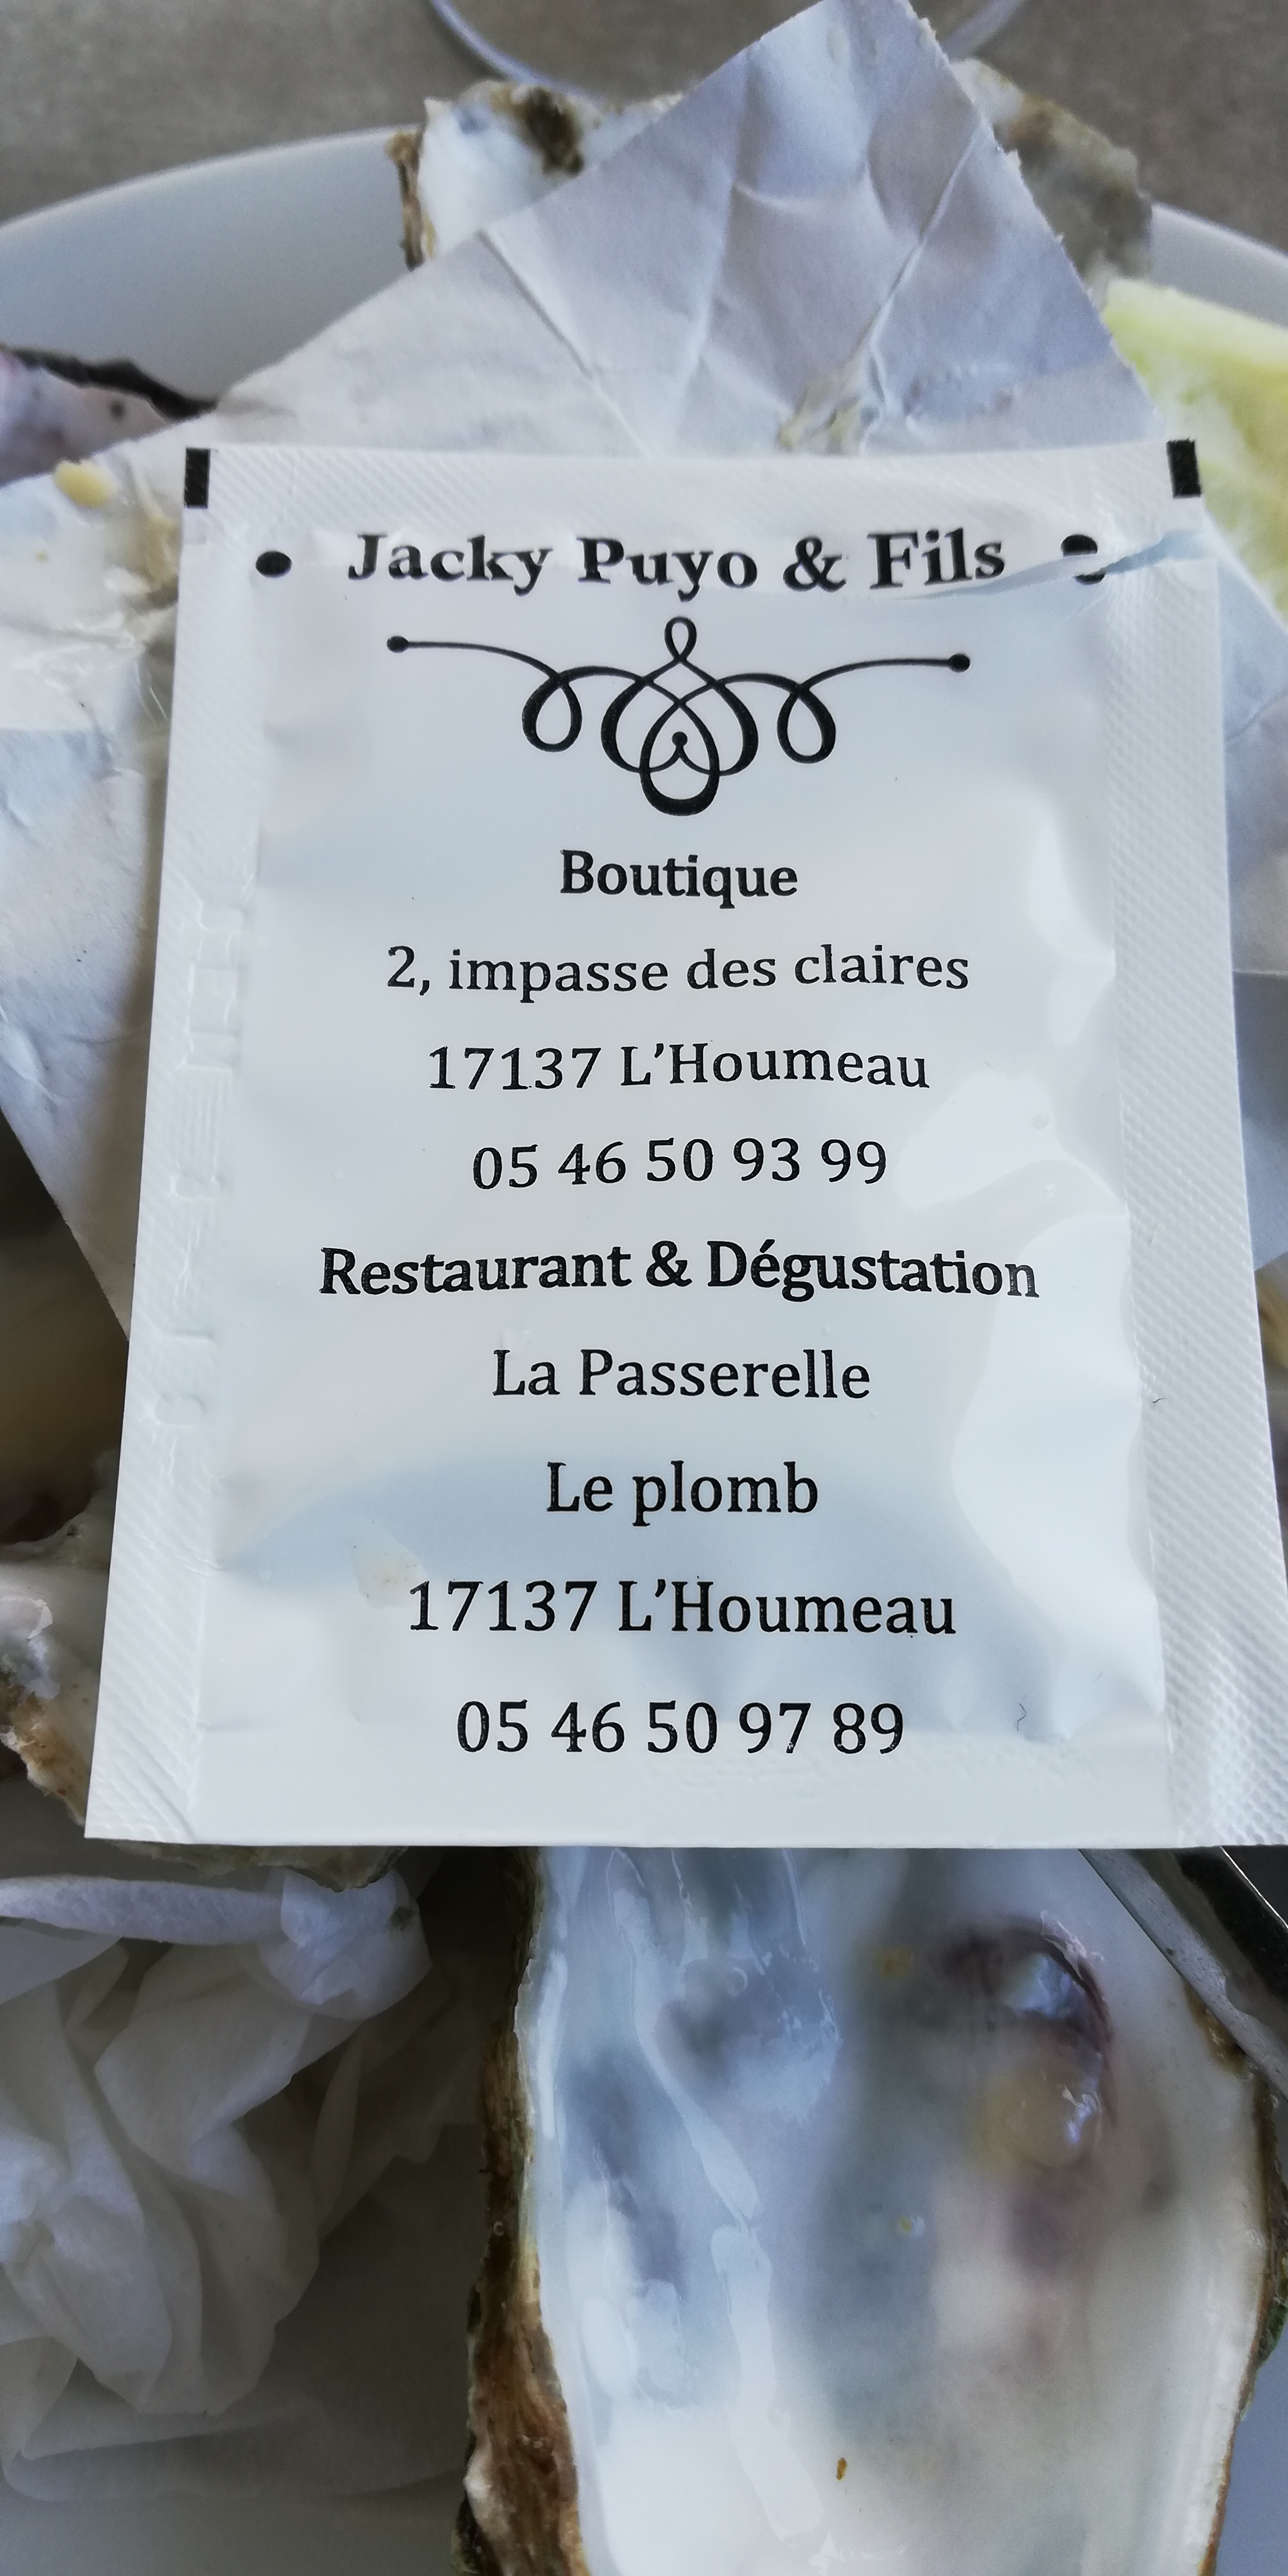 • Jacky Puyo & Fils •
Boutique
2, impasse des claires
17137 L'Houmeau
05 46 50 93 99
Restaurant & Dégustation
La Passerelle
Le plomb
17137 L'Houmeau
05 46 50 97 89